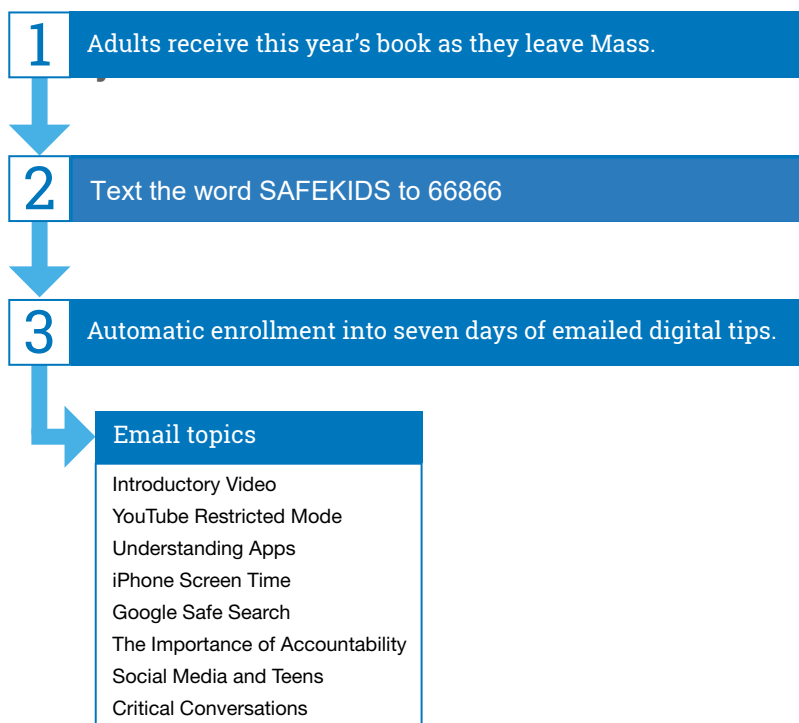 1
Adults receive this year’s book as they leave Mass.
2
Text the word SAFEKIDS to 66866
3
Automatic enrollment into seven days of emailed digital tips.
Email topics
Introductory Video
YouTube Restricted Mode
Understanding Apps
iPhone Screen Time
Google Safe Search
The Importance of Accountability
Social Media and Teens
Critical Conversations